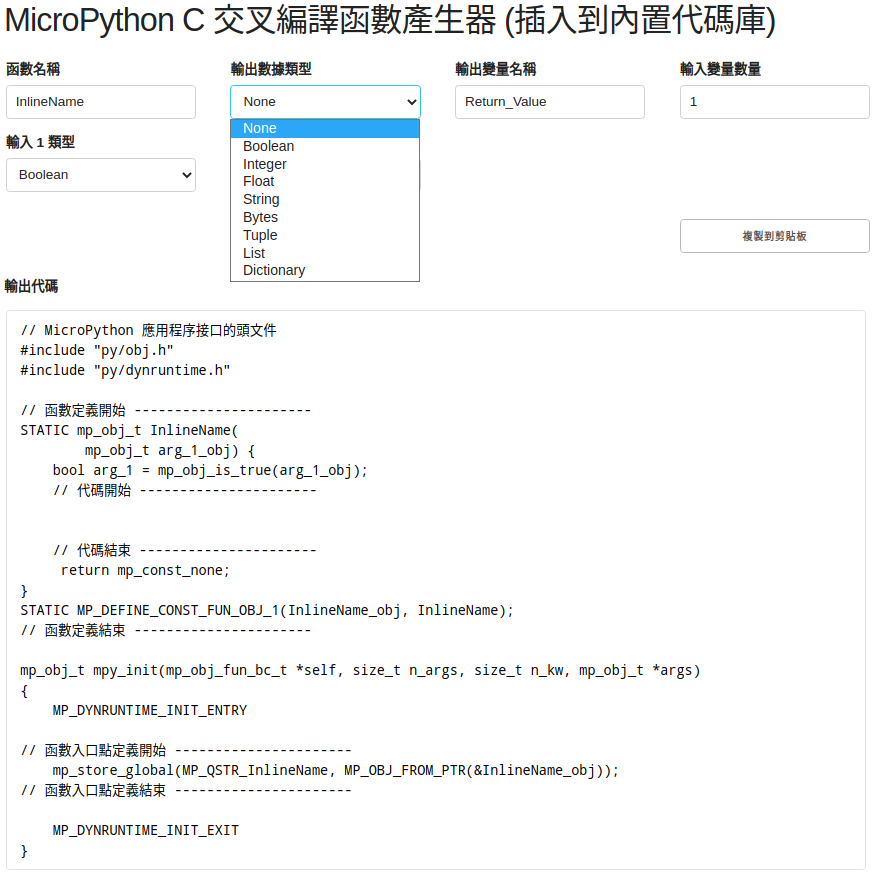 MicroPython C 交叉編譯函數產生器 (插入到內置代碼庫)
函數名稱
輸出數據類型
輸出變量名稱
輸入變量數量
InlineName
None
Return_Value
1
輸入 1 類型
Boolean
None
Boolean
Integer
Float
String
Bytes
Tuple
List
Dictionary
複製到剪貼板
輸出代碼
// MicroPython 應用程序接口的頭文件
#include "py/obj.h"
#include "py/dynruntime.h"
// 函數定義開始 ----------------------
STATIC mp_obj_t InlineName(
        mp_obj_t arg_1_obj) {
    bool arg_1 = mp_obj_is_true(arg_1_obj);
    // 代碼開始 ----------------------
    // 代碼結束 ----------------------
     return mp_const_none;
}
STATIC MP_DEFINE_CONST_FUN_OBJ_1(InlineName_obj, InlineName);
// 函數定義結束 ----------------------
mp_obj_t mpy_init(mp_obj_fun_bc_t *self, size_t n_args, size_t n_kw, mp_obj_t *args)
{
    MP_DYNRUNTIME_INIT_ENTRY
// 函數入口點定義開始 ----------------------
    mp_store_global(MP_QSTR_InlineName, MP_OBJ_FROM_PTR(&InlineName_obj));
// 函數入口點定義結束 ----------------------
    MP_DYNRUNTIME_INIT_EXIT
}